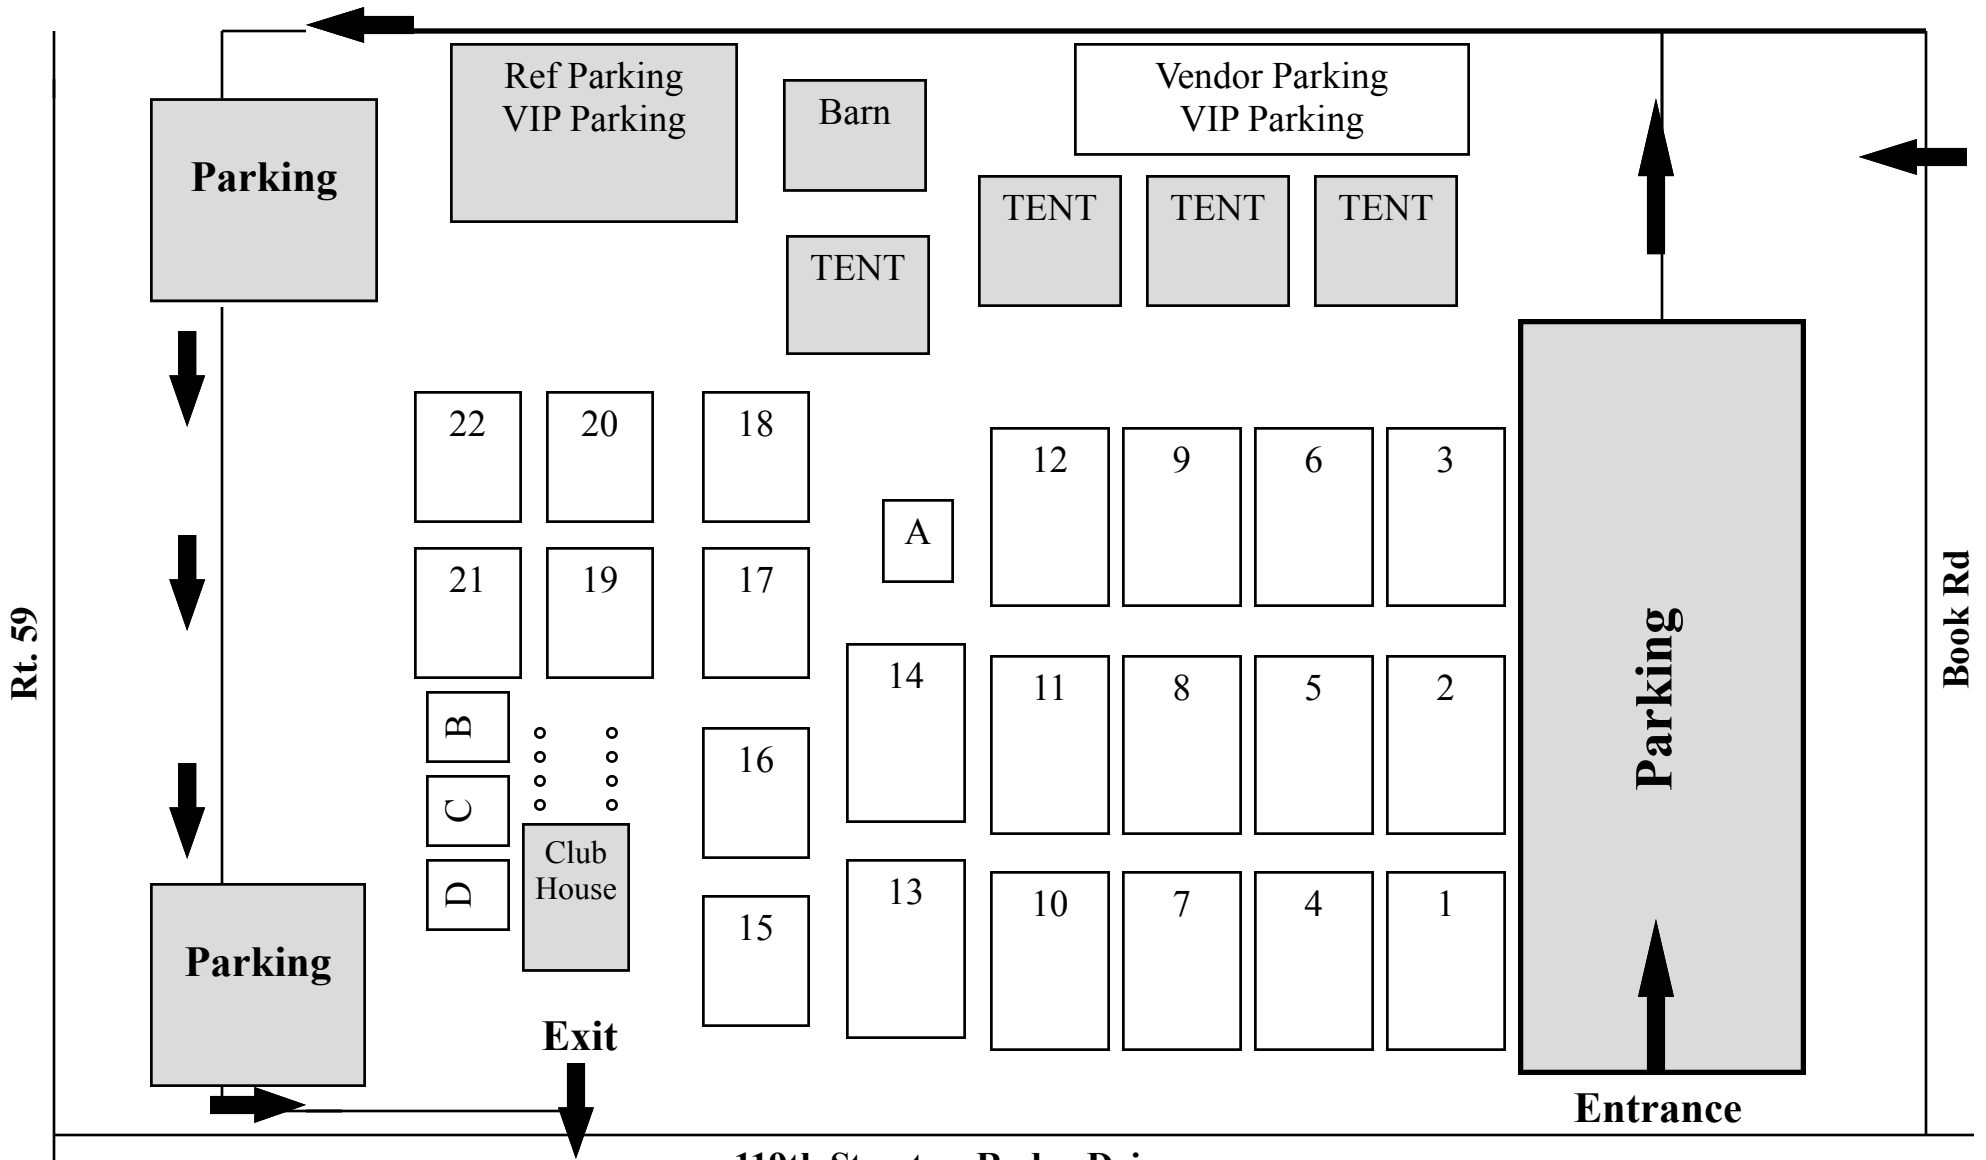 Ref Parking
VIP Parking
Vendor Parking
VIP Parking
Barn
Parking
TENT
TENT
TENT
TENT
22
20
18
12
9
6
3
A
21
19
17
14
11
8
5
2
Rt. 59
Book Rd
Parking
B
16
C
Club
House
D
13
10
7
4
1
15
Parking
Exit
Entrance
119th Street